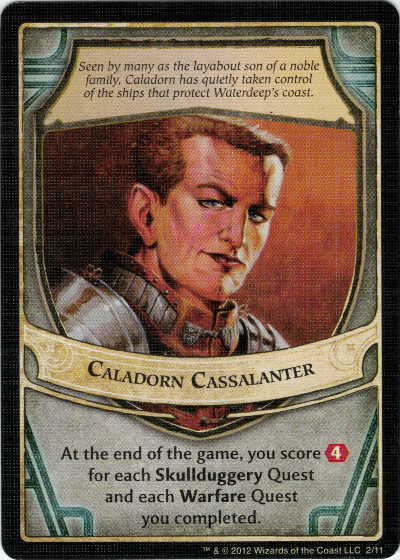 Seen by many as the layabout son of a noble
family, Caladorn has quietly taken control
of the ships that protect Waterdeep's coast.
CALADORN CASSALANTER
At the end of the game, you score 4
for each Skullduggery Quest
and each Warfare Quest
you completed.
™ & © 2012 Wizards of the Coast LLC 2/11